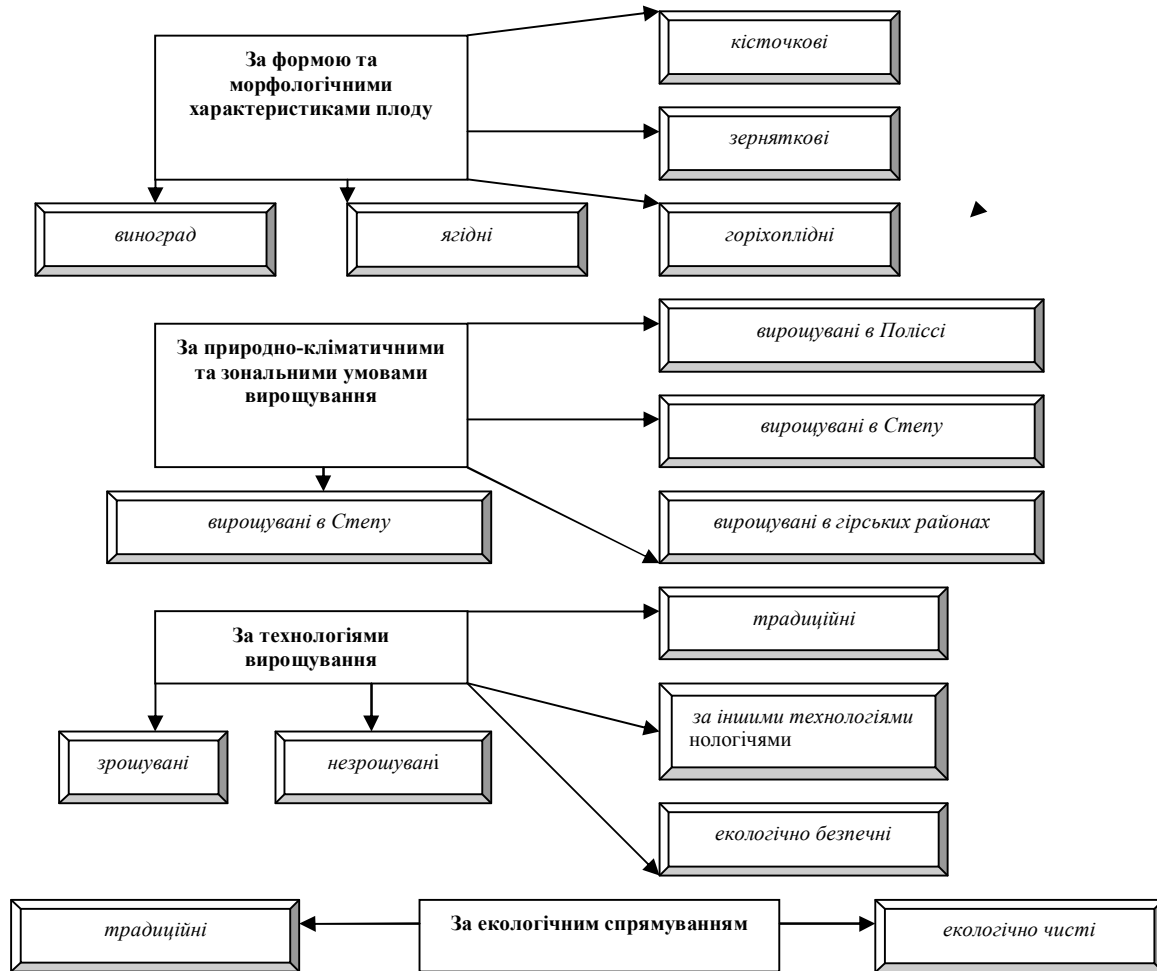 За формою та
морфологічними
характеристиками плоду
кісточкові
зерняткові
виноград
ягідні
горіхоплідні
За природно-кліматичними
та зональними умовами
вирощування
вирощувані в Поліссі
вирощувані в Степу
вирощувані в Степу
вирощувані в гірських районах
За технологіями
вирощування
традиційні
за іншими технологіями
нологічями
зрошувані
незрошувані
екологічно безпечні
традиційні
За екологічним спрямуванням
екологічно чисті